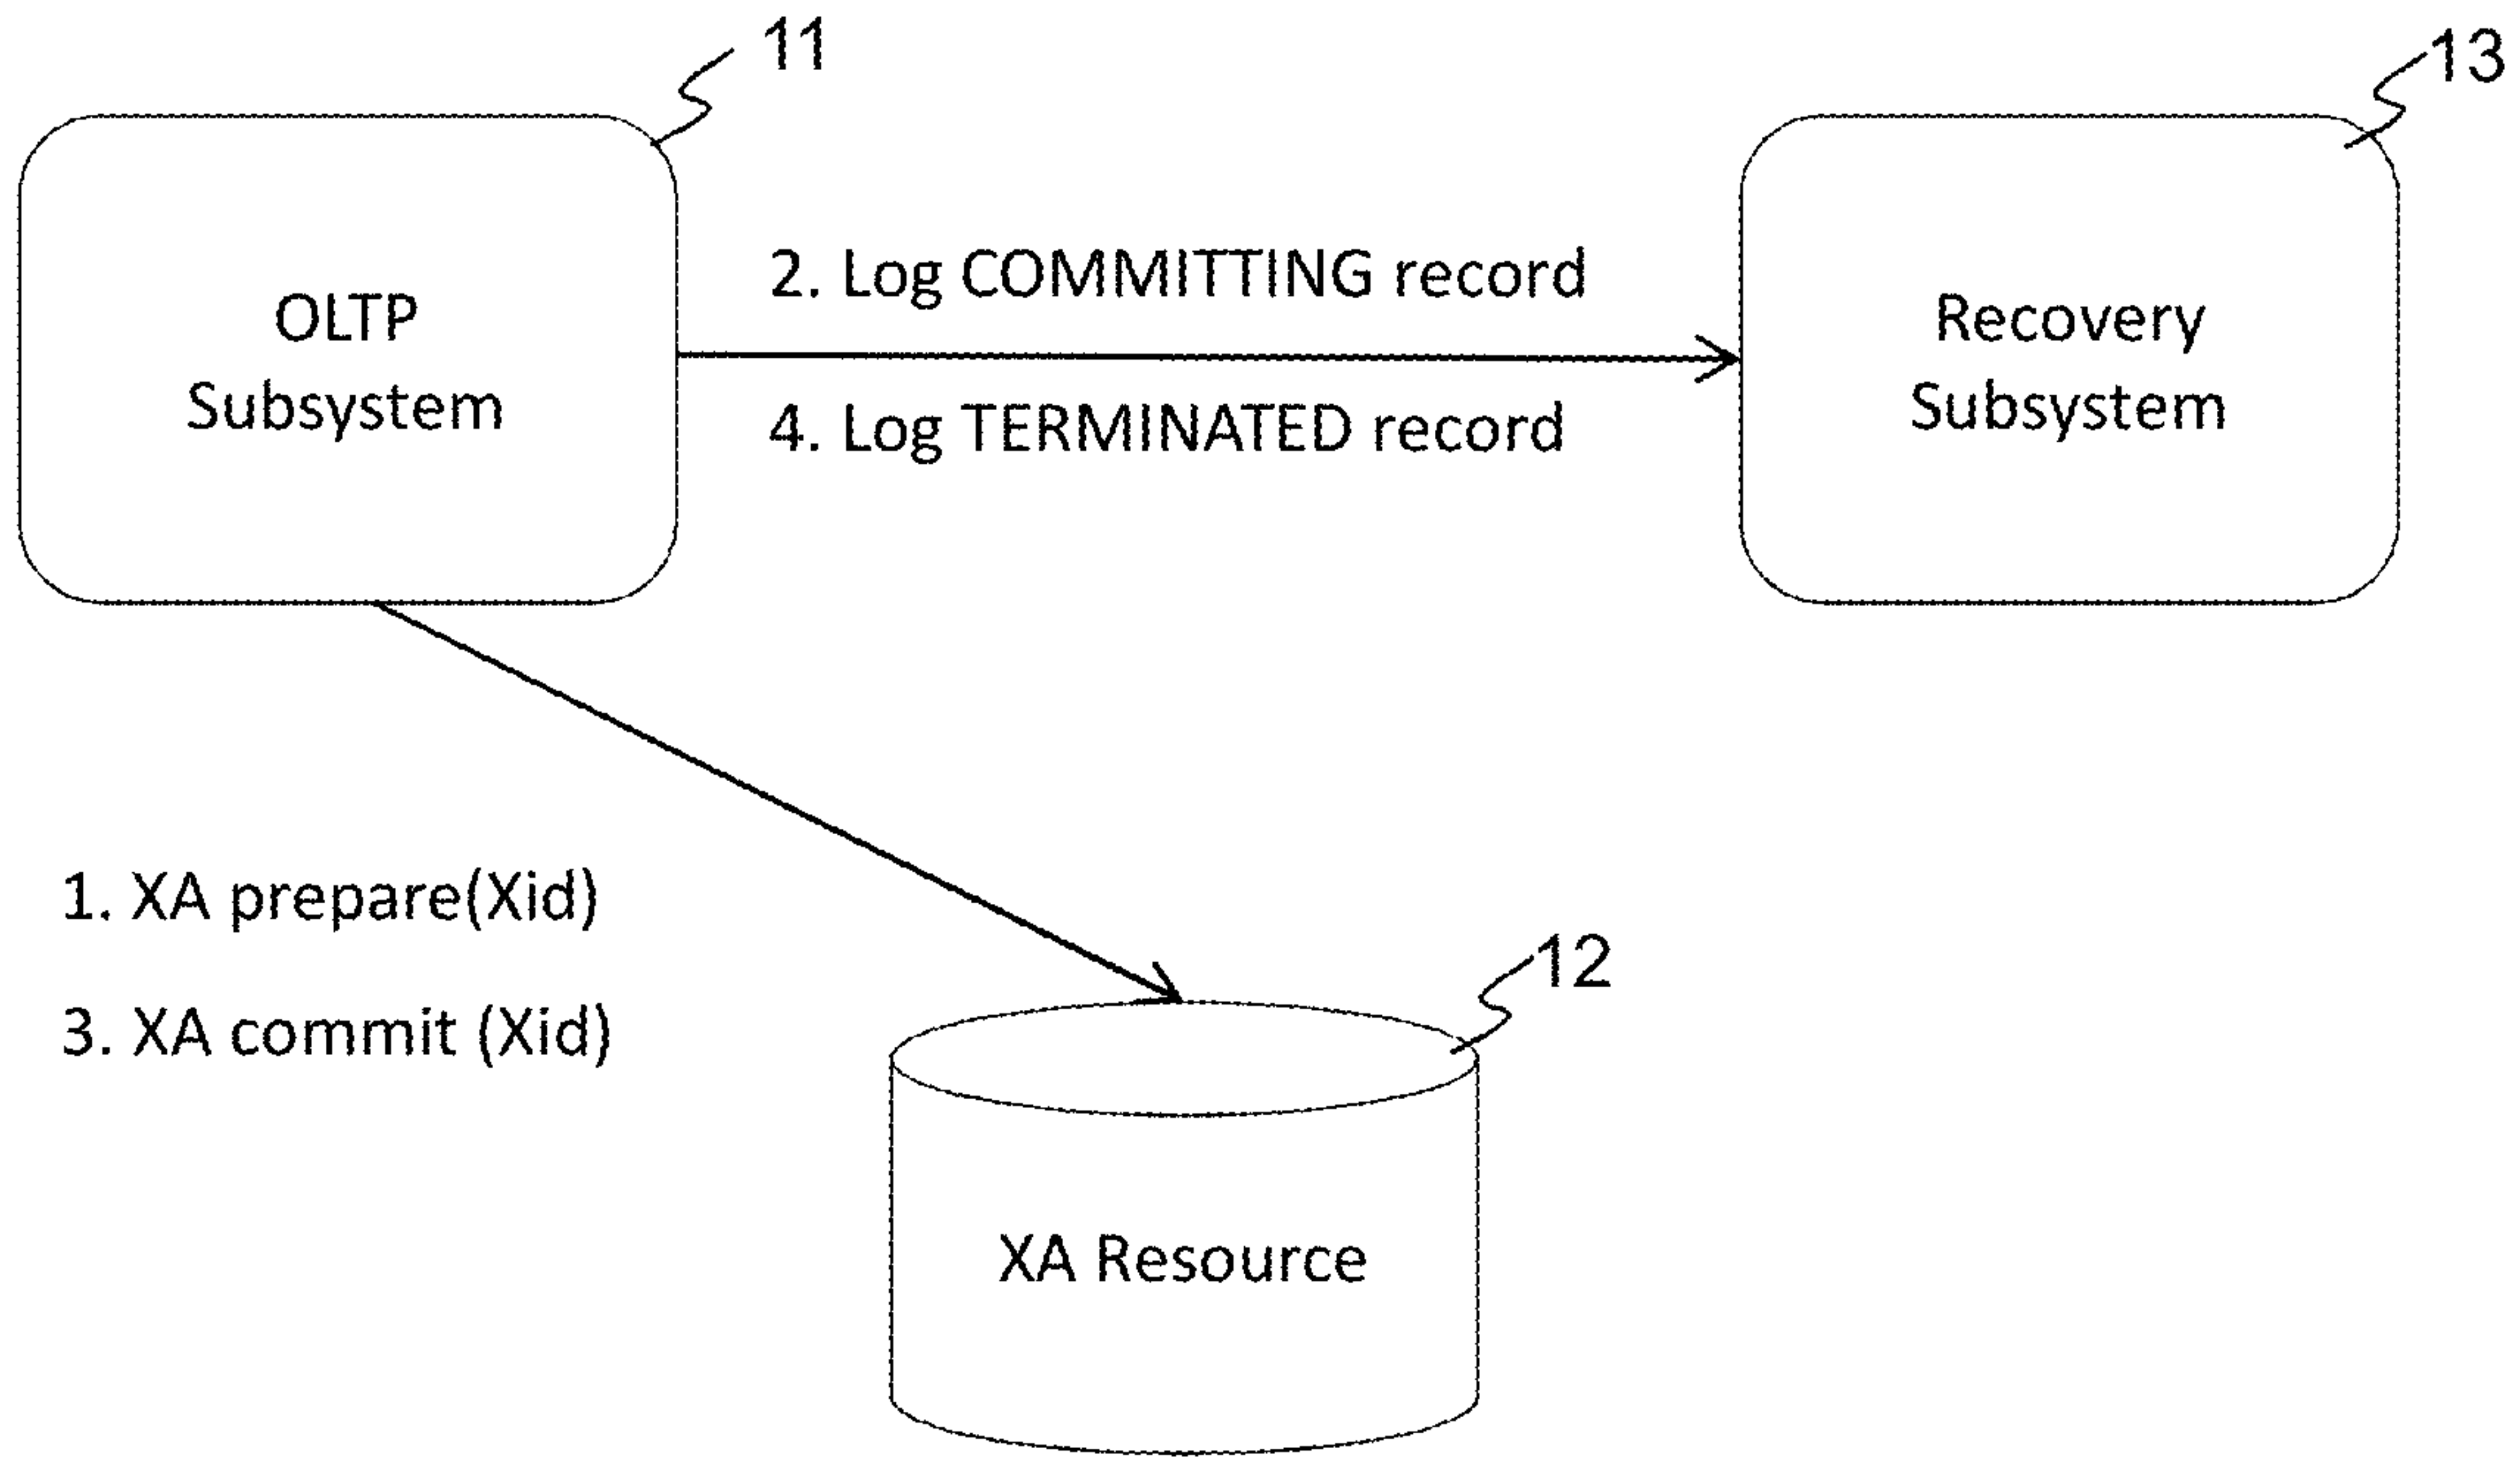 11
13
OLTP
Subsystem
2. Log COMMITTING record
4. Log TERMINATED record
Recovery
Subsystem
1. XA prepare(Xid)
3. XA commit (Xid)
12
XA Resource